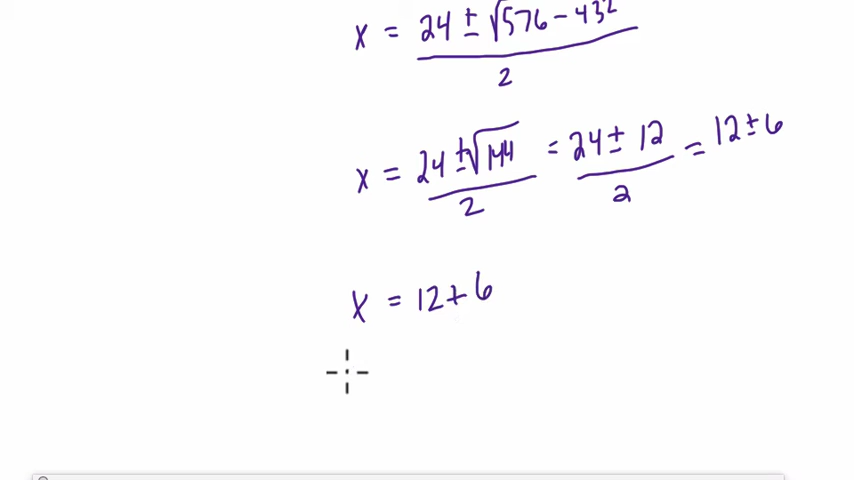 x = 24 ± √576 - 432
2
x = 24 ± √144 = 24 ± 12 = 12 ± 6
2 2
x = 12 + 6